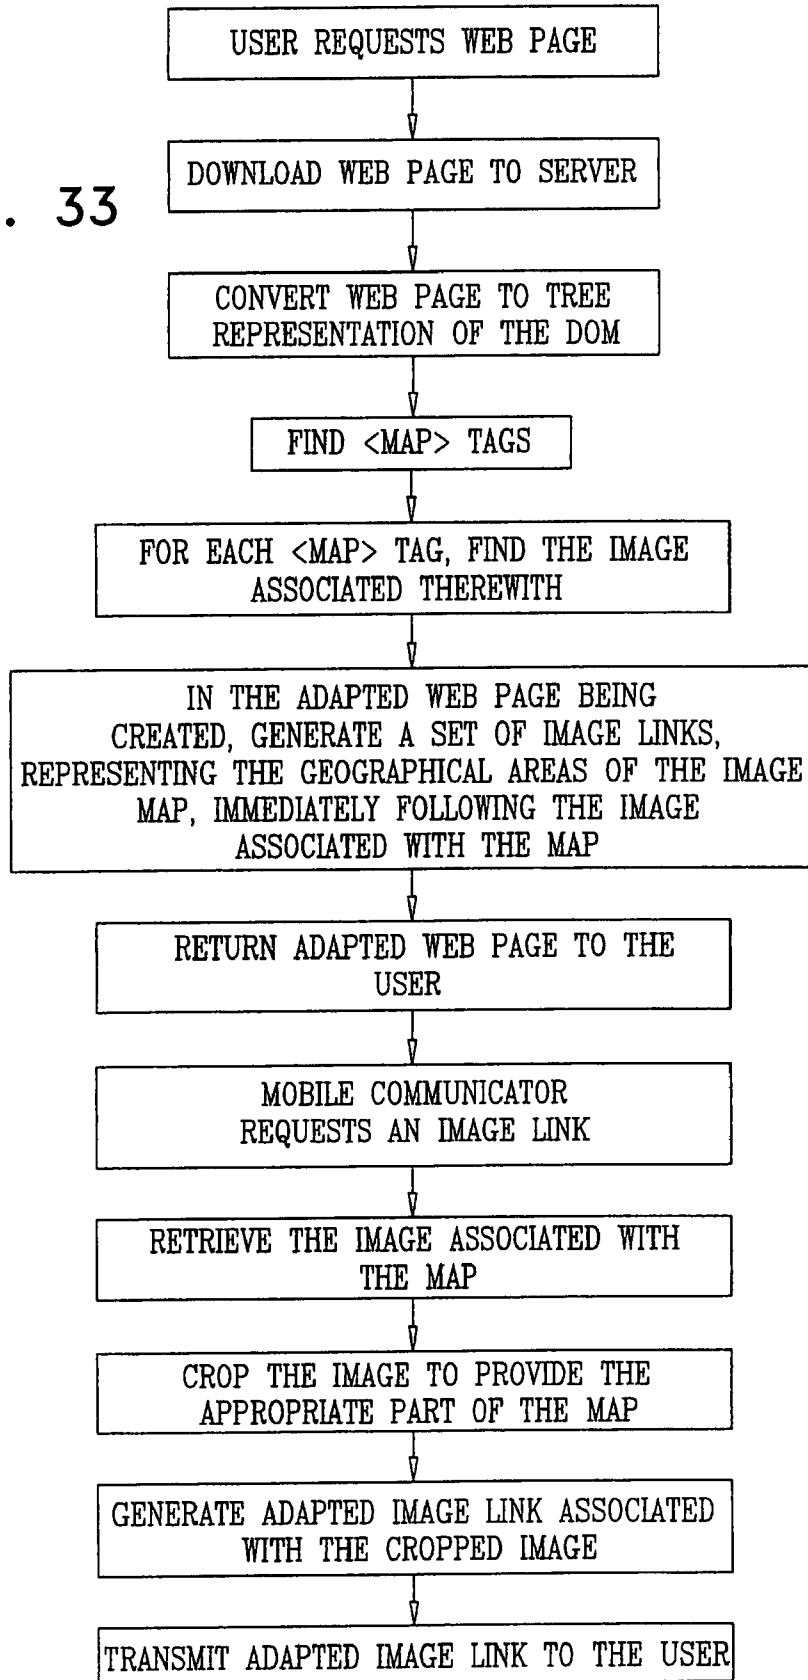 USER REQUESTS WEB PAGE
DOWNLOAD WEB PAGE TO SERVER
. 33
CONVERT WEB PAGE TO TREE
REPRESENTATION OF THE DOM
FIND <MAP> TAGS
FOR EACH <MAP> TAG, FIND THE IMAGE
ASSOCIATED THEREWITH
IN THE ADAPTED WEB PAGE BEING
CREATED, GENERATE A SET OF IMAGE LINKS,
REPRESENTING THE GEOGRAPHICAL AREAS OF THE IMAGE
MAP, IMMEDIATELY FOLLOWING THE IMAGE
ASSOCIATED WITH THE MAP
RETURN ADAPTED WEB PAGE TO THE
USER
MOBILE COMMUNICATOR
REQUESTS AN IMAGE LINK
RETRIEVE THE IMAGE ASSOCIATED WITH
THE MAP
CROP THE IMAGE TO PROVIDE THE
APPROPRIATE PART OF THE MAP
GENERATE ADAPTED IMAGE LINK ASSOCIATED
WITH THE CROPPED IMAGE
TRANSMIT ADAPTED IMAGE LINK TO THE USER